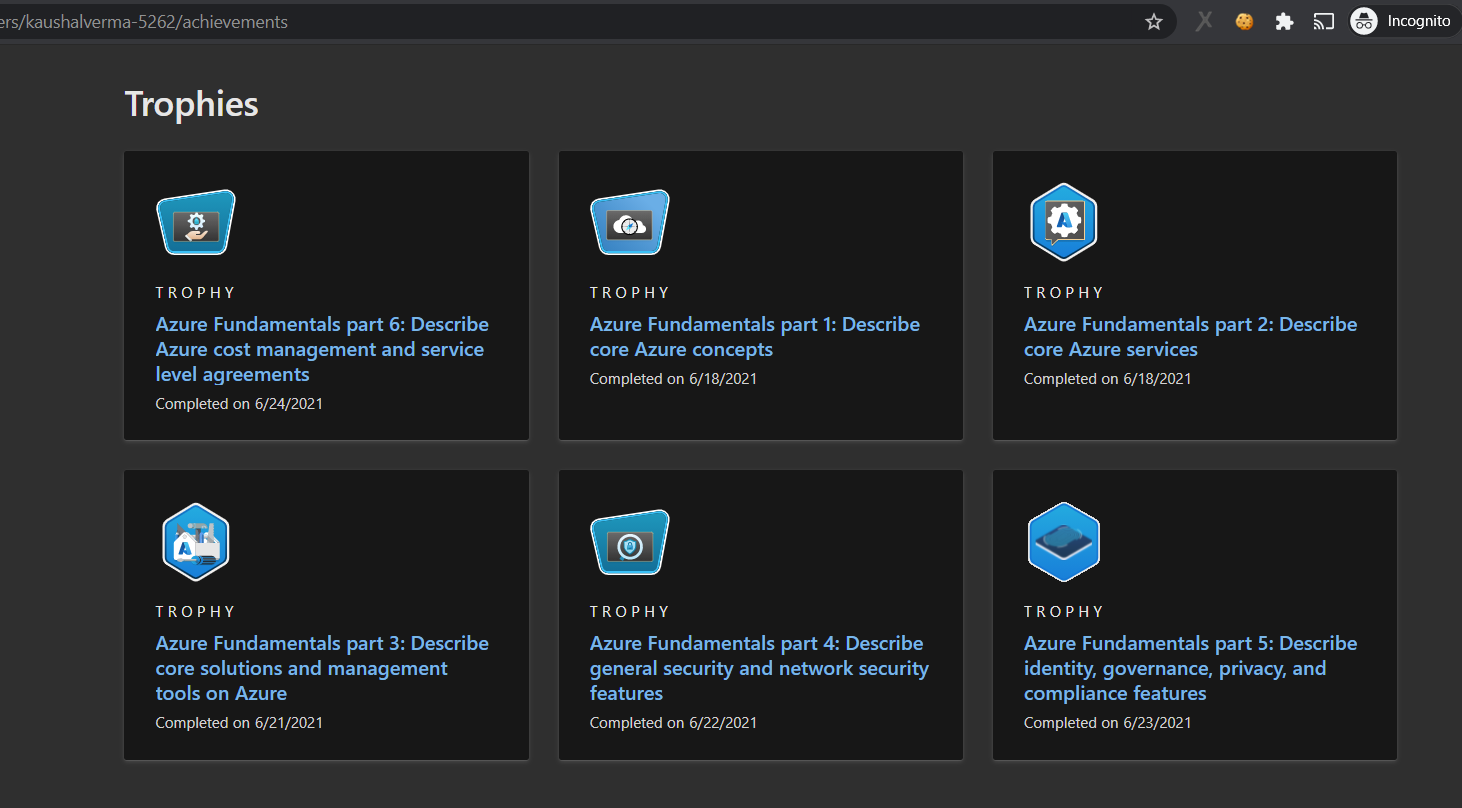 ers/kaushalverma-5262/achievements
Incognito
Trophies
TROPHY
Azure Fundamentals part 6: Describe
Azure cost management and service
level agreements
Completed on 6/24/2021
TROPHY
Azure Fundamentals part 1: Describe
core Azure concepts
Completed on 6/18/2021
TROPHY
Azure Fundamentals part 2: Describe
core Azure services
Completed on 6/18/2021
TROPHY
Azure Fundamentals part 3: Describe
core solutions and management
tools on Azure
Completed on 6/21/2021
TROPHY
Azure Fundamentals part 4: Describe
general security and network security
features
Completed on 6/22/2021
TROPHY
Azure Fundamentals part 5: Describe
identity, governance, privacy, and
compliance features
Completed on 6/23/2021